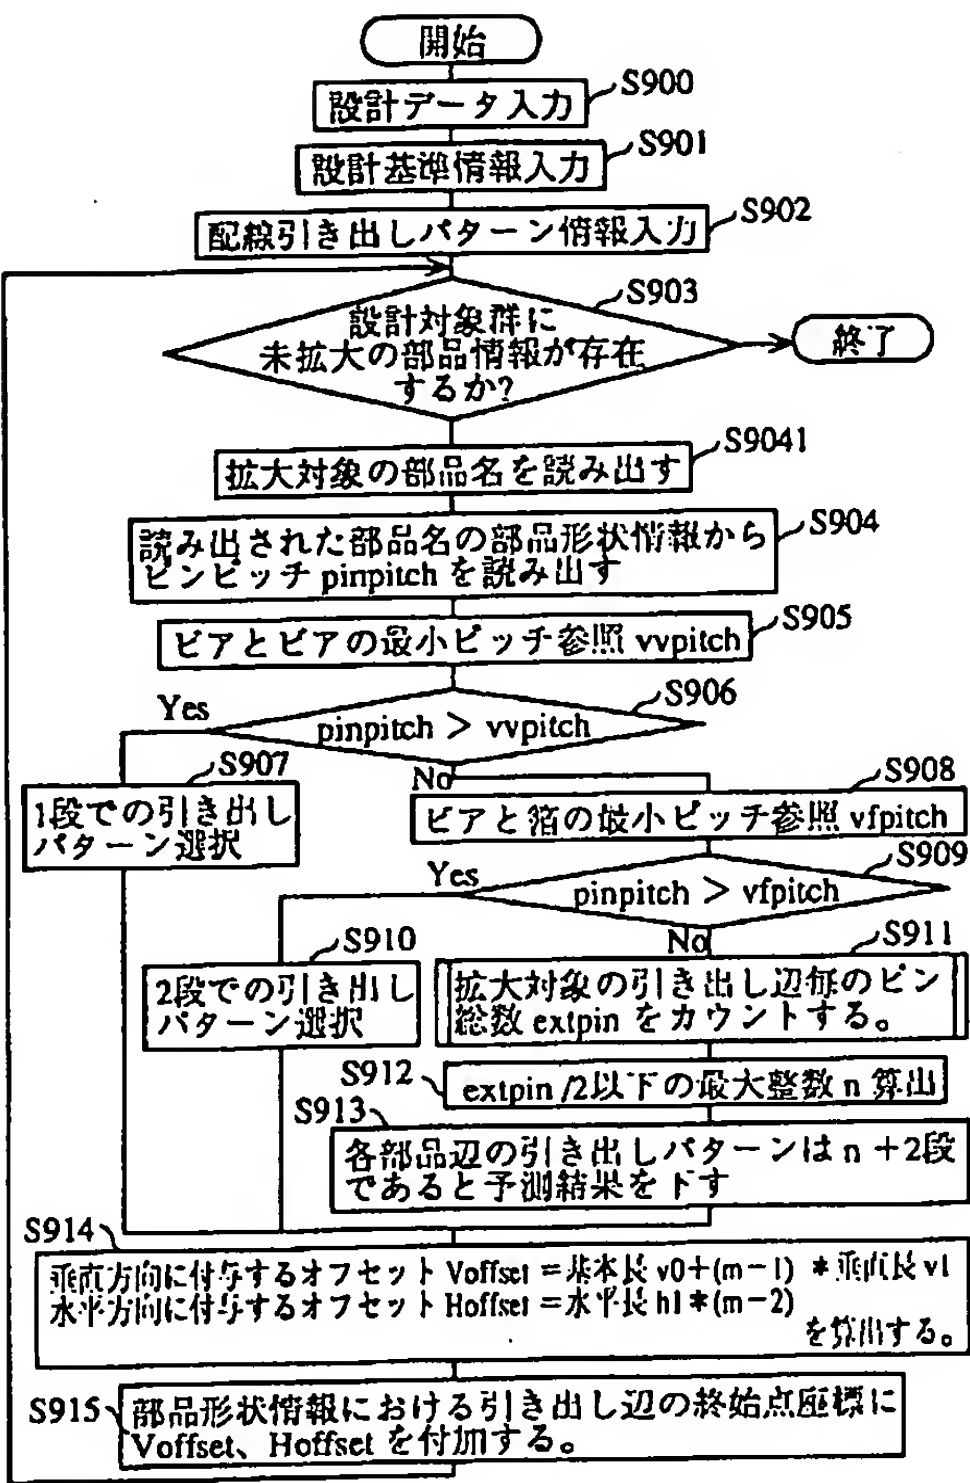 開始
S900
設計データ入力
S901
設計基準情報入力
S902
配線引き出しパターン情報入力
S903
設計対象群に
未拡大の部品情報が存在
するか?
終了
S9041
拡大対象の部品名を読み出す
S904
読み出された部品名の部品形状情報から
ピンピッチ pinpitch を読み出す
S905
ビアとビアの最小ピッチ参照 vvpitch
S906
pinpitch > vvpitch
Yes
No
S907
1段での引き出し
パターン選択
S908
ビアと箔の最小ピッチ参照 vfpitch
S909
pinpitch > vfpitch
Yes
No
S910
2段での引き出し
パターン選択
S911
拡大対象の引き出し辺毎のピン
総数 extpin をカウントする。
S912
extpin /2以下の最大整数 n 算出
S913
各部品辺の引き出しパターンは n +2段
であると予測結果を下す
S914
垂直方向に付与するオフセット Voffset =基本長 v0+(m-1) *垂直長 v1
水平方向に付与するオフセット Hoffset =水平長 h1*(m-2)
を算出する。
S915
部品形状情報における引き出し辺の終始点座標に
Voffset、Hoffset を付加する。